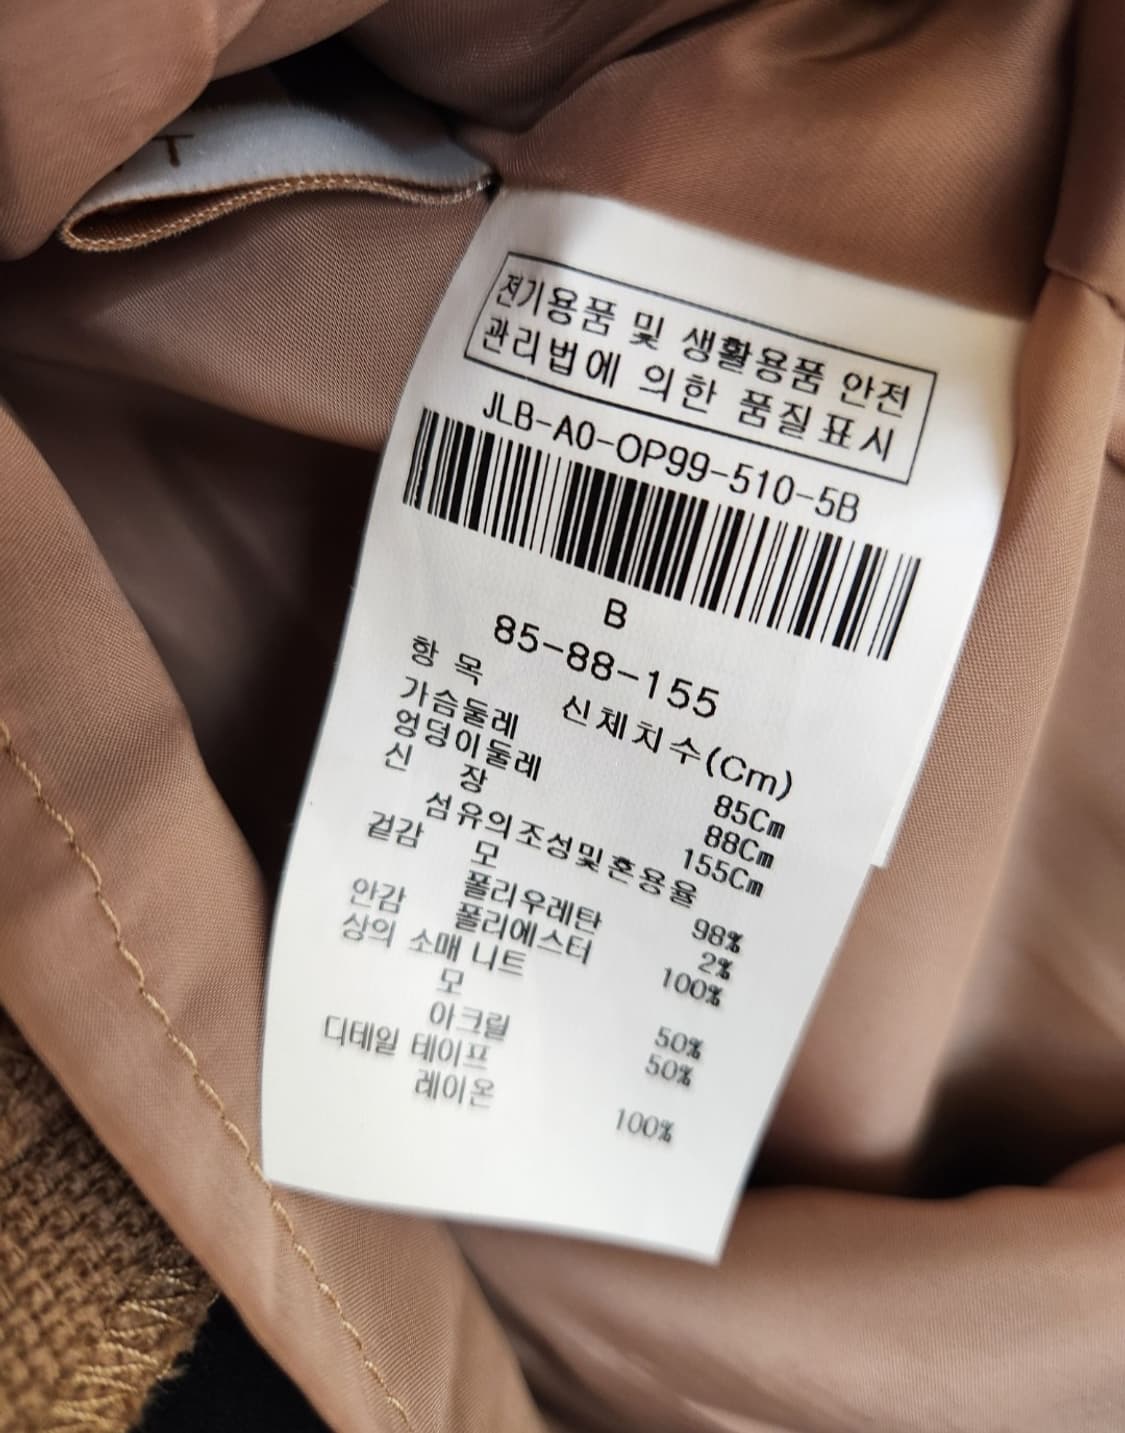 T
전기용품 및 생활용품 안전
관리법에 의한 품질표시
JLB-A0-OP99-510-5B
B
85-88-155
항 목 신체치수(Cm)
가슴둘레 85Cm
엉덩이둘레 88Cm
신 장 155Cm
섬유의조성및혼용율
겉감 모 98%
폴리우레탄 2%
안감 폴리에스터 100%
상의 소매 니트
모 50%
아크릴 50%
디테일 테이프
레이온 100%